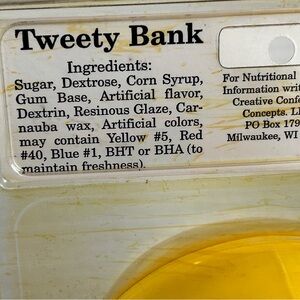 Tweety Bank
Ingredients:
Sugar, Dextrose, Corn Syrup,
Gum Base, Artificial flavor,
Dextrin, Resinous Glaze, Car-
nauba wax, Artificial colors,
may contain Yellow #5, Red
#40, Blue #1, BHT or BHA (to
maintain freshness).
For Nutritional
Information writ
Creative Confe
Concepts. LL
PO Box 179
Milwaukee, WI